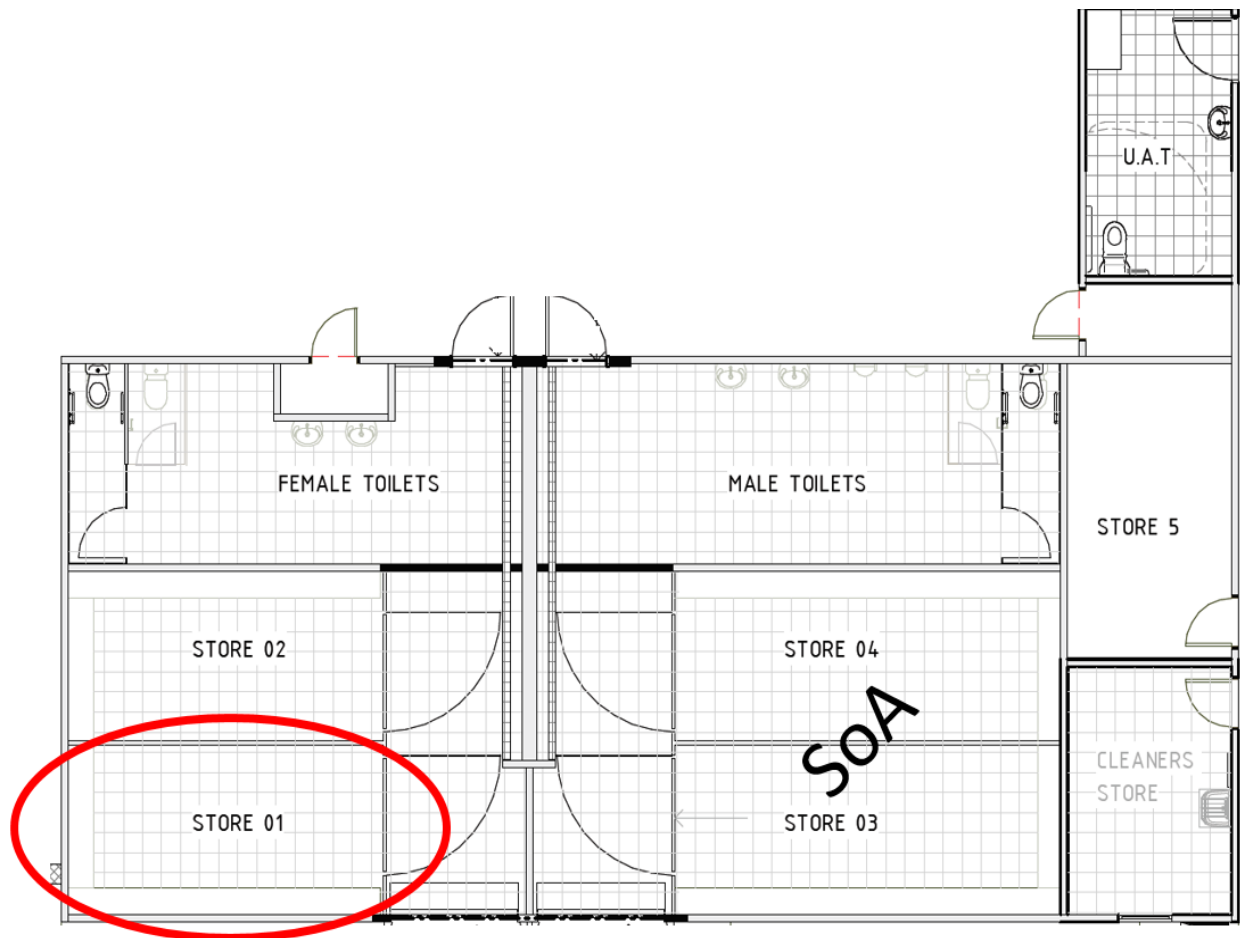 U.A.T
FEMALE TOILETS
MALE TOILETS
STORE 5
STORE 02
STORE 04
SoA
CLEANERS
STORE
STORE 01
STORE 03